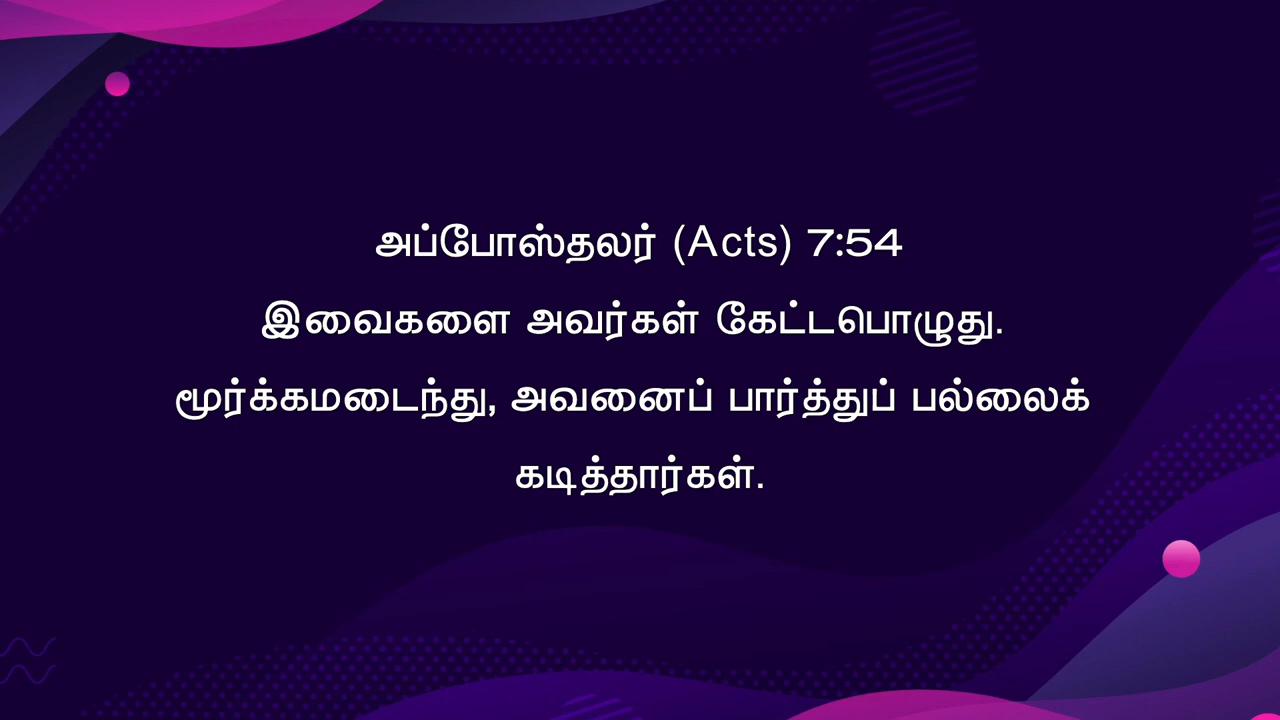 அப்போஸ்தலர் (Acts) 7:54
இவைகளை அவர்கள் கேட்டபொழுது.
மூர்க்கமடைந்து, அவனைப் பார்த்துப் பல்லைக்
கடித்தார்கள்.